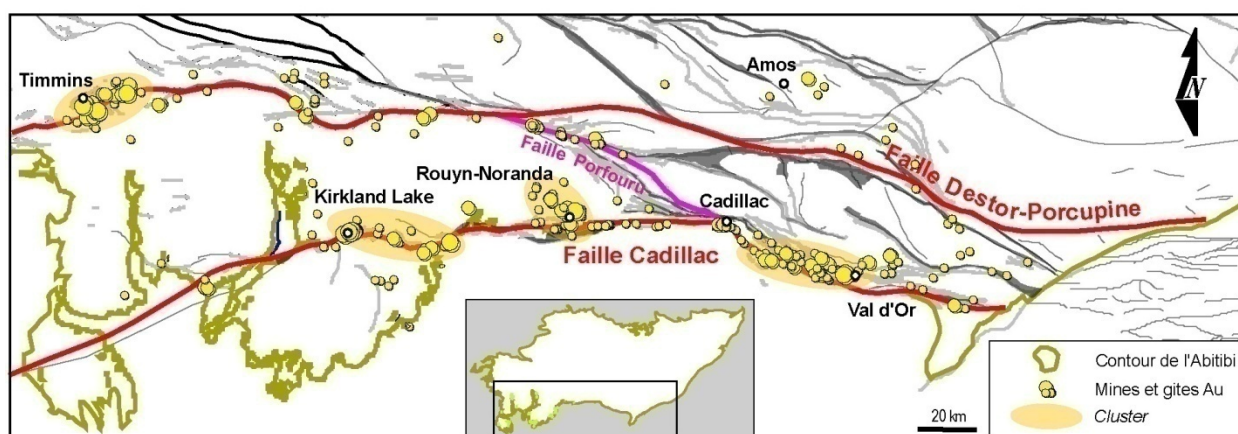 Timmins
Amos
N
Faille Porfouru
Rouyn-Noranda
Kirkland Lake
Cadillac
Faille Destor-Porcupine
Faille Cadillac
Val d'Or
Contour de l'Abitibi
Mines et gites Au
Cluster
20 km